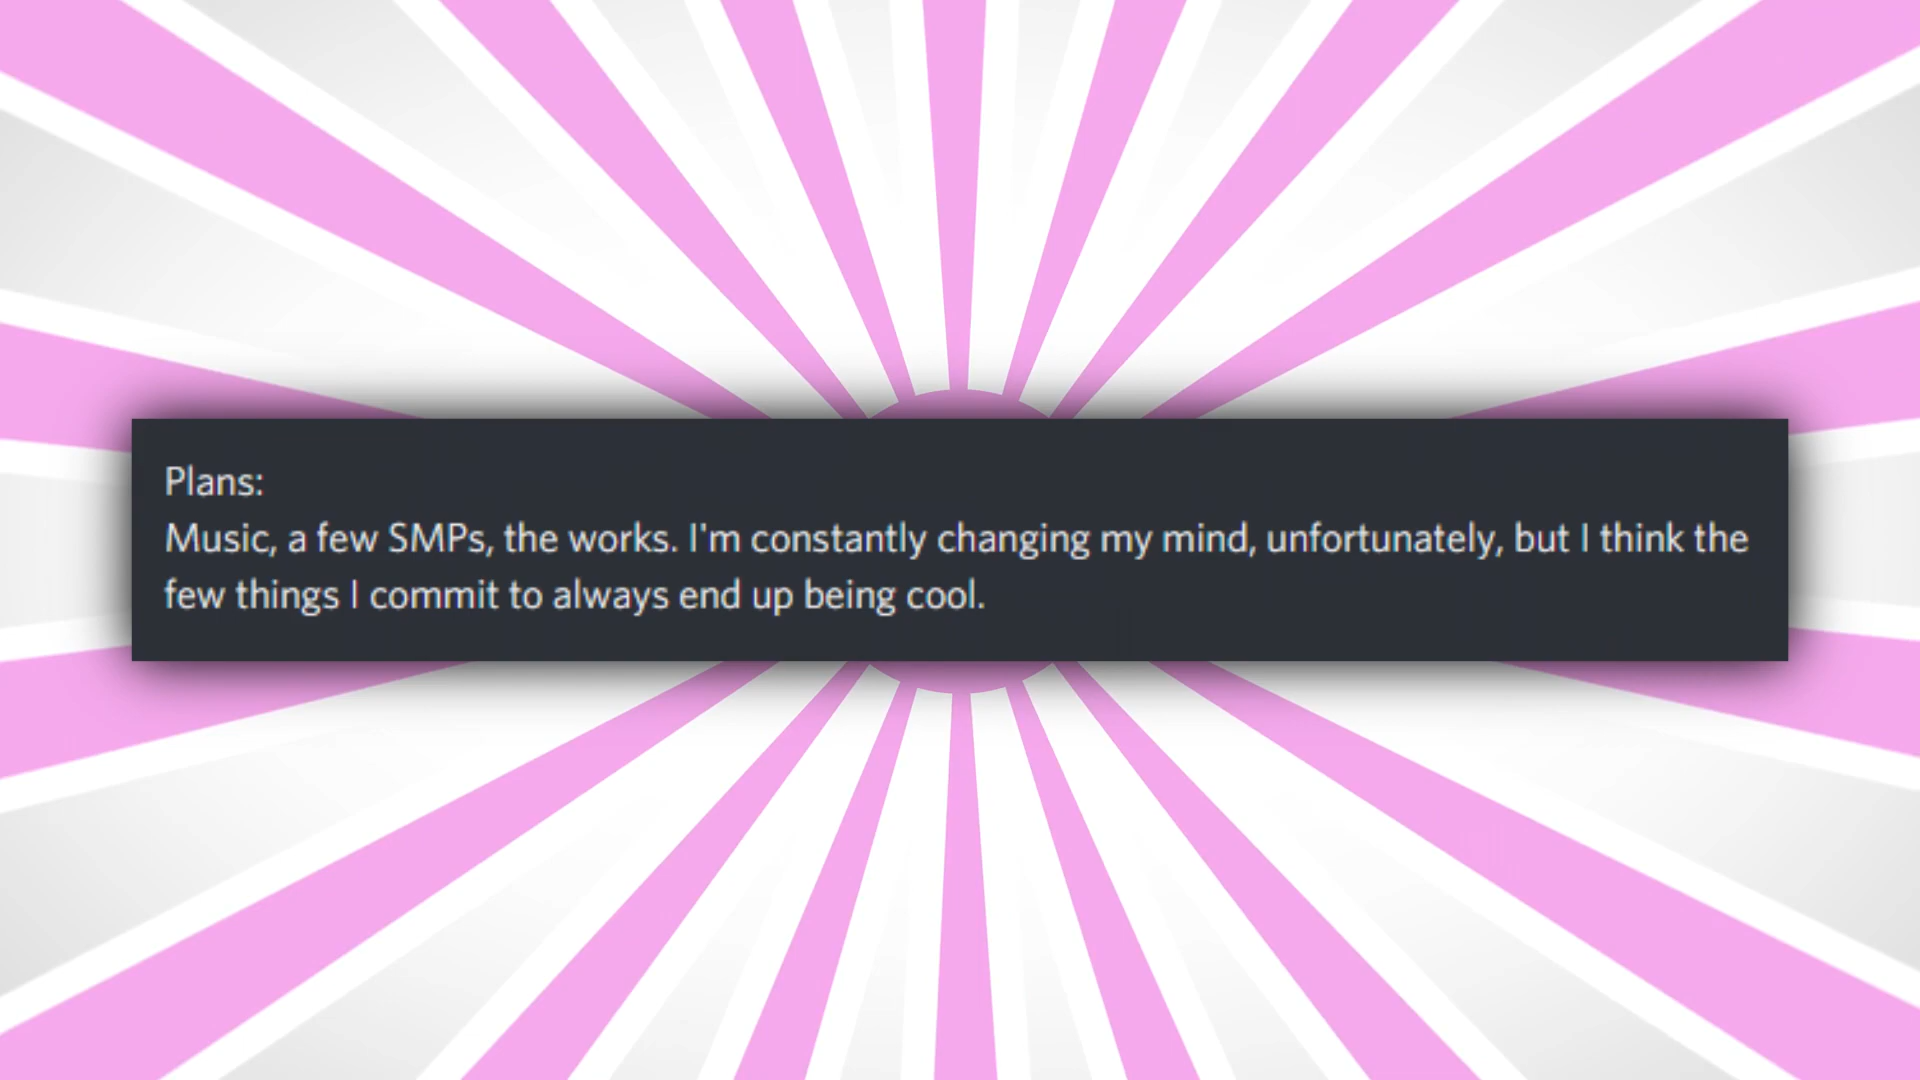 Plans:
Music, a few SMPs, the works. I'm constantly changing my mind, unfortunately, but I think the
few things I commit to always end up being cool.